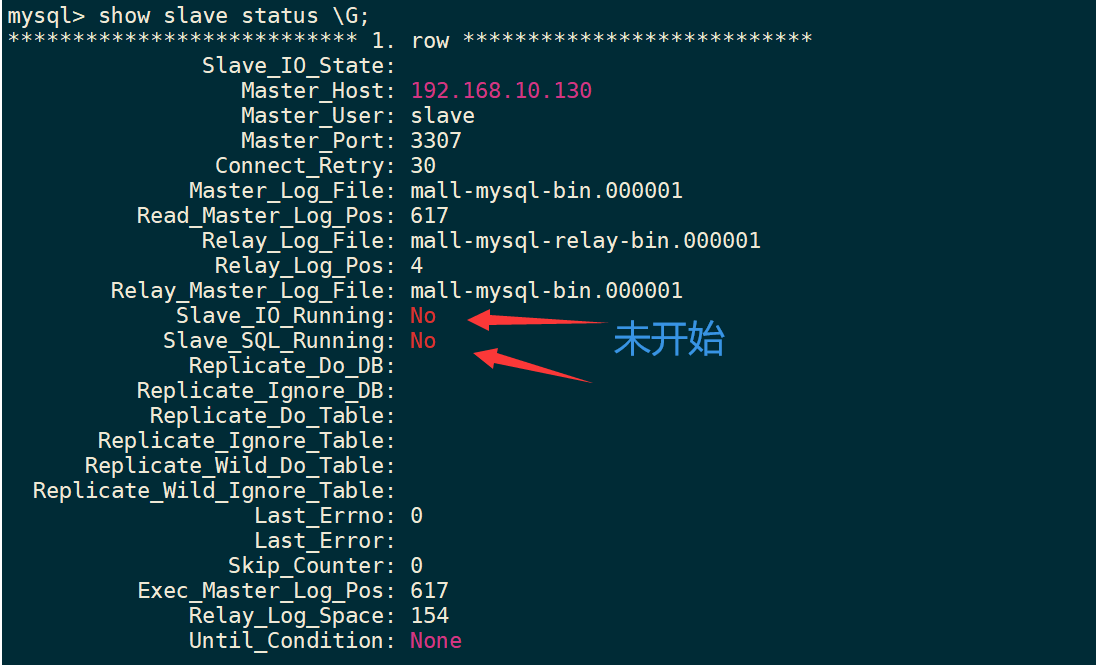 mysql> show slave status \G;
*************************** 1. row ***************************
Slave_IO_State:
Master_Host: 192.168.10.130
Master_User: slave
Master_Port: 3307
Connect_Retry: 30
Master_Log_File: mall-mysql-bin.000001
Read_Master_Log_Pos: 617
Relay_Log_File: mall-mysql-relay-bin.000001
Relay_Log_Pos: 4
Relay_Master_Log_File: mall-mysql-bin.000001
Slave_IO_Running: No
未开始
Slave_SQL_Running: No
Replicate_Do_DB:
Replicate_Ignore_DB:
Replicate_Do_Table:
Replicate_Ignore_Table:
Replicate_Wild_Do_Table:
Replicate_Wild_Ignore_Table:
Last_Errno: 0
Last_Error:
Skip_Counter: 0
Exec_Master_Log_Pos: 617
Relay_Log_Space: 154
Until_Condition: None